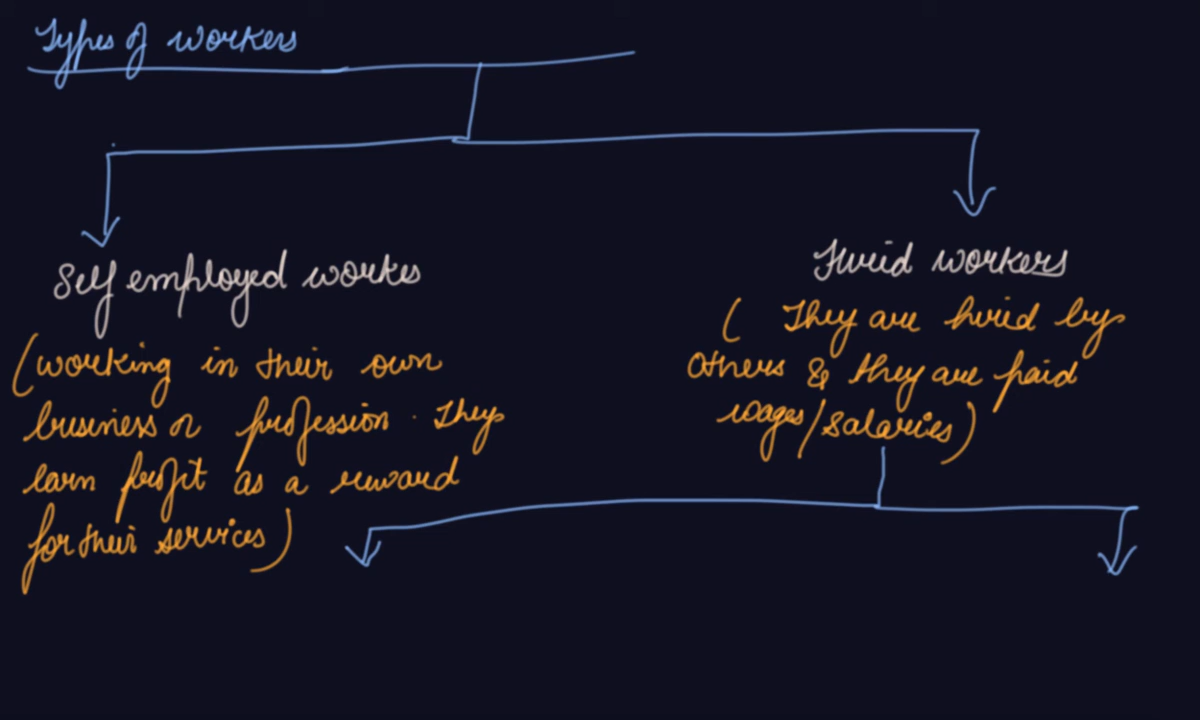 Types of workers
Self employed workes
(working in their own
business or profession. They
earn profit as a reward
for their services)
Hired workers
( They are hired by
others & they are paid
wages/salaries)